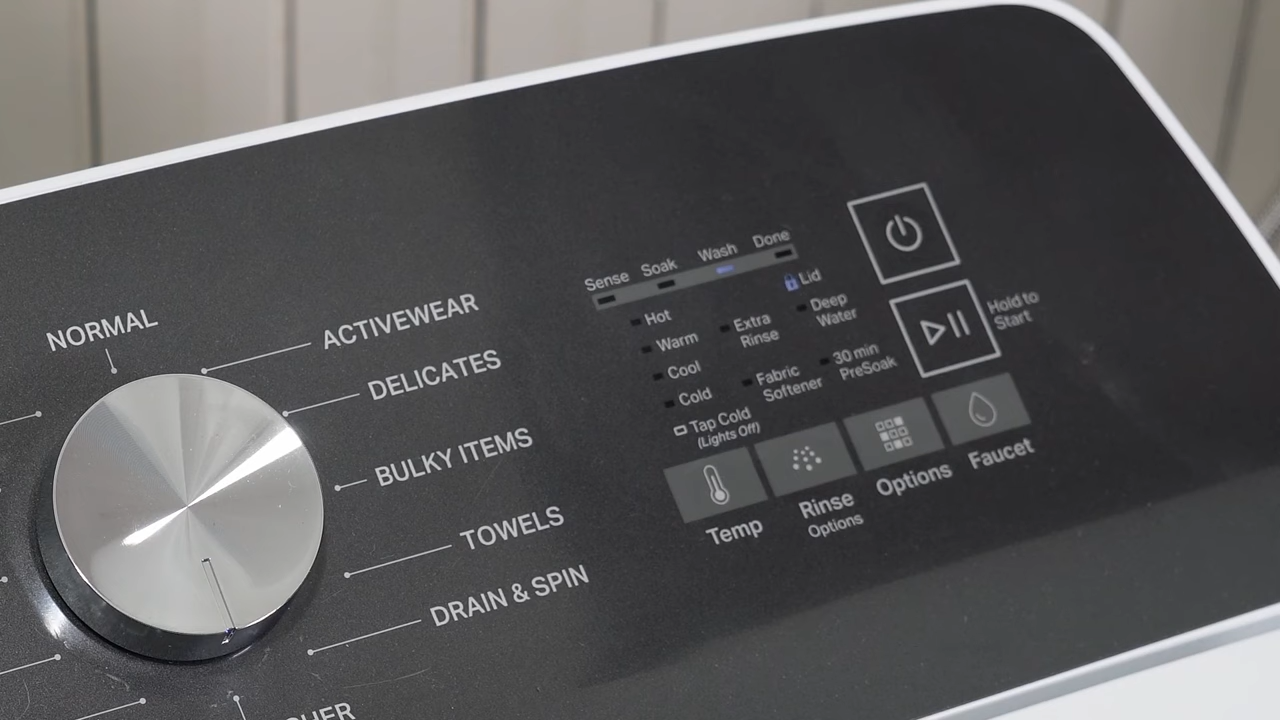 NORMAL
ACTIVEWEAR
DELICATES
BULKY ITEMS
TOWELS
DRAIN & SPIN
Sense Soak Wash Done
Lid
Hot
Warm
Cool
Cold
Tap Cold
(Lights Off)
Extra
Rinse
Fabric
Softener
Deep
Water
30 min
PreSoak
Hold to
Start
Temp
Rinse
Options
Options
Faucet